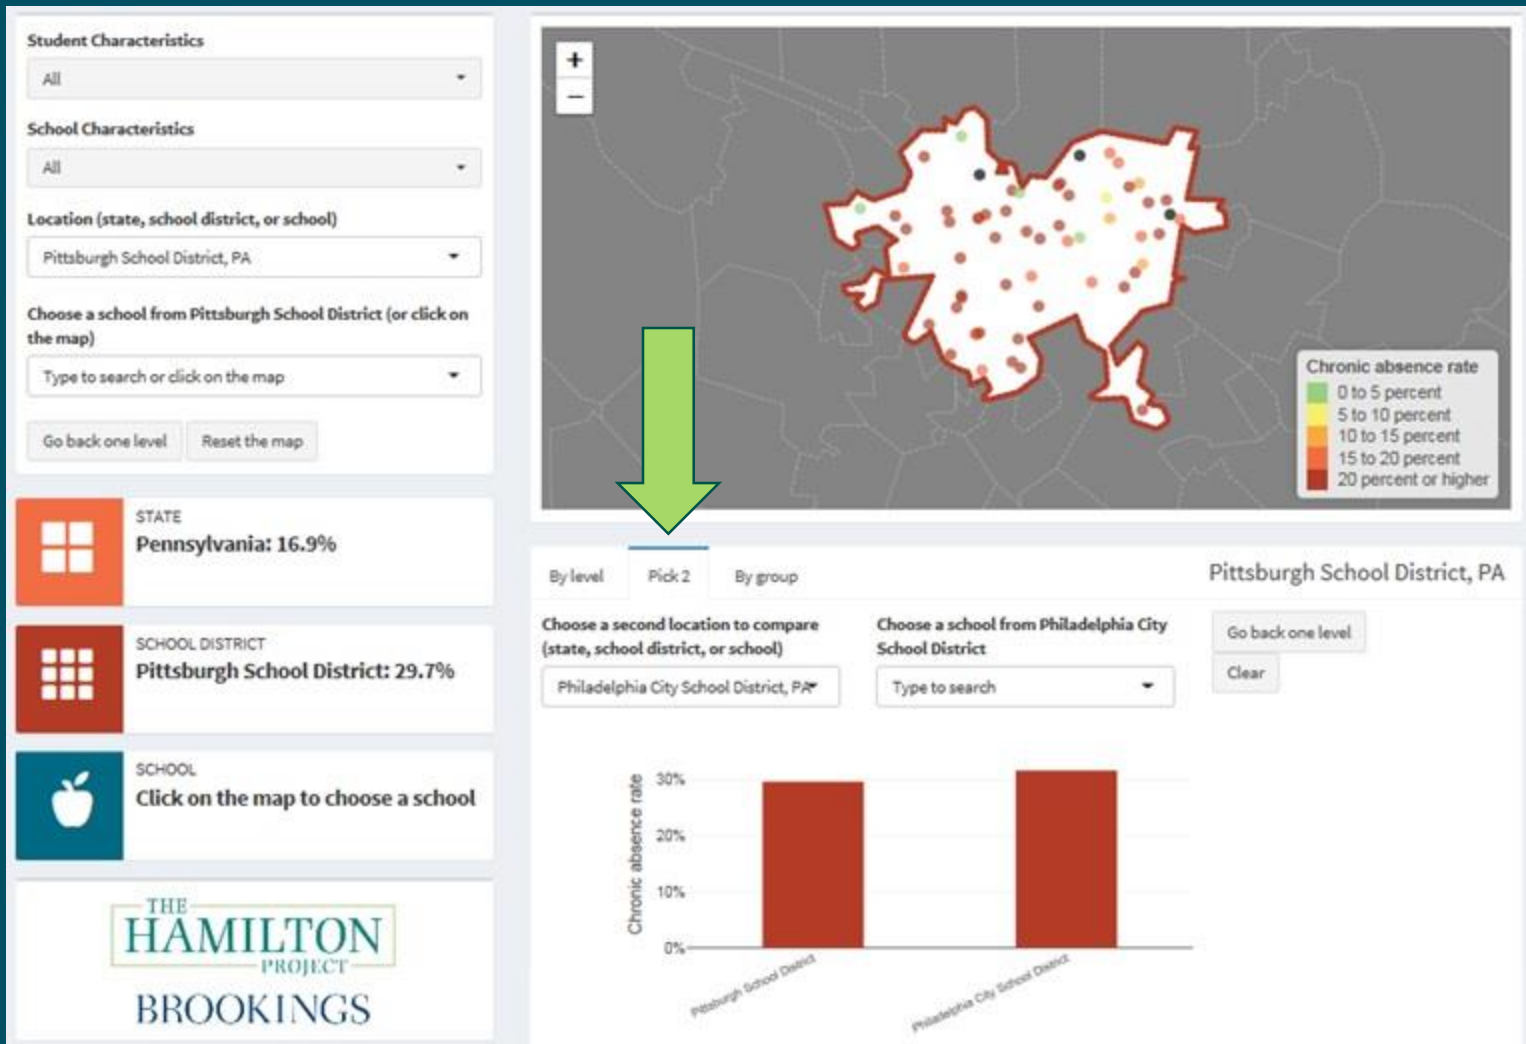 Student Characteristics
All
School Characteristics
All
Location (state, school district, or school)
Pittsburgh School District, PA
Choose a school from Pittsburgh School District (or click on
the map)
Type to search or click on the map
Go back one level
Reset the map
STATE
Pennsylvania: 16.9%
SCHOOL DISTRICT
Pittsburgh School District: 29.7%
SCHOOL
Click on the map to choose a school
THE
HAMILTON
PROJECT
BROOKINGS
+
−
Chronic absence rate
0 to 5 percent
5 to 10 percent
10 to 15 percent
15 to 20 percent
20 percent or higher
By level
Pick 2
By group
Pittsburgh School District, PA
Choose a second location to compare
(state, school district, or school)
Philadelphia City School District, PA
Choose a school from Philadelphia City
School District
Type to search
Go back one level
Clear
Chronic absence rate
30%
20%
10%
0%
Pittsburgh School District
Philadelphia City School District